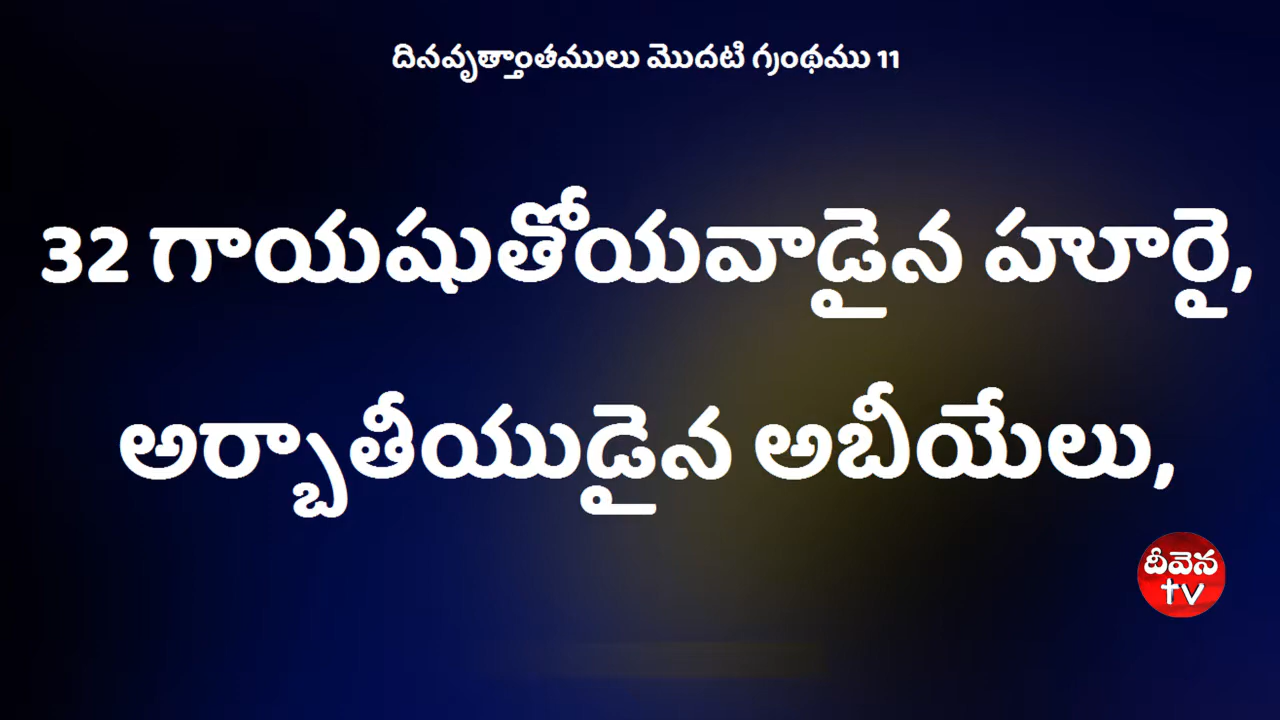 దినవృత్తాంతములు మొదటి గ్రంథము 11
32 గాయషుతోయవాడైన హూరై,
అర్బాతీయుడైన అబీయేలు,
దీవెన
tv